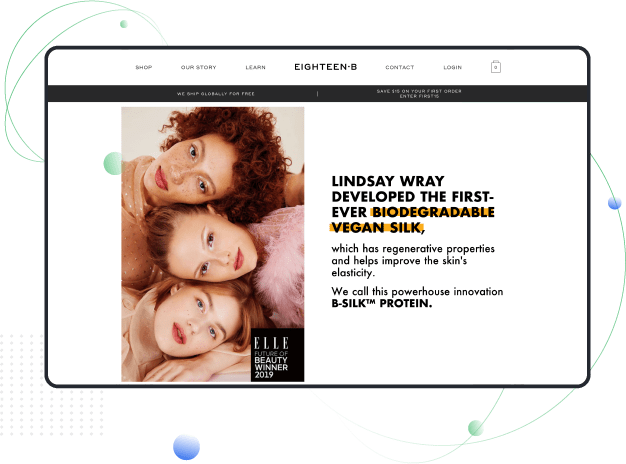 SHOP OUR STORY LEARN EIGHTEEN-B CONTACT LOGIN 0
WE SHIP GLOBALLY FOR FREE | SAVE $15 ON YOUR FIRST ORDER
ENTER FIRST15
LINDSAY WRAY
DEVELOPED THE FIRST-
EVER BIODEGRADABLE
VEGAN SILK,
which has regenerative properties
and helps improve the skin's
elasticity.
We call this powerhouse innovation
B-SILK™ PROTEIN.
ELLE
FUTURE OF
BEAUTY
WINNER
2019